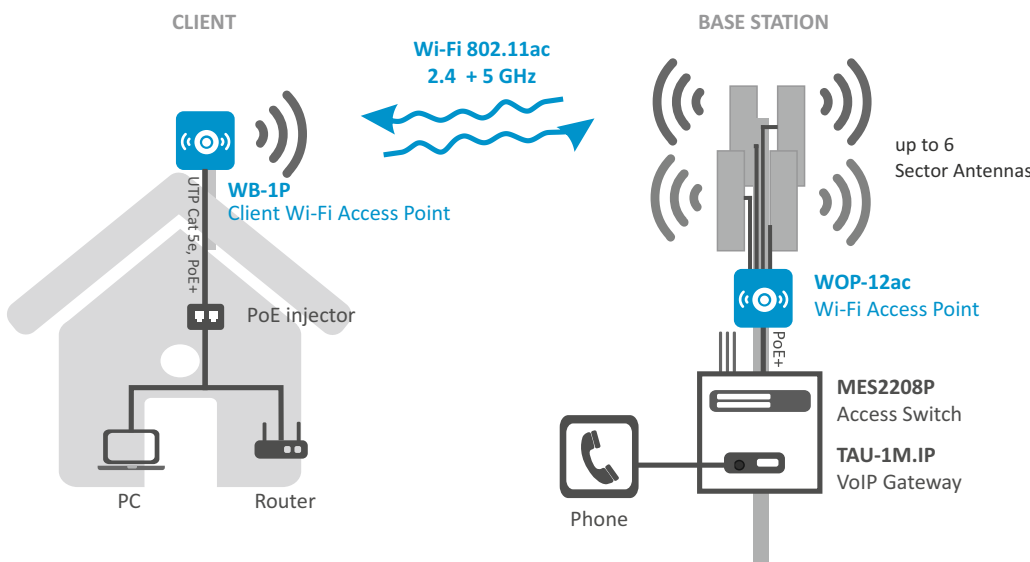 CLIENT
BASE STATION
Wi-Fi 802.11ac
2.4 + 5 GHz
up to 6
Sector Antennas
WB-1P
Client Wi-Fi Access Point
UTP Cat 5e, PoE+
PoE injector
WOP-12ac
Wi-Fi Access Point
PoE+
MES2208P
Access Switch
TAU-1M.IP
VoIP Gateway
PC
Router
Phone